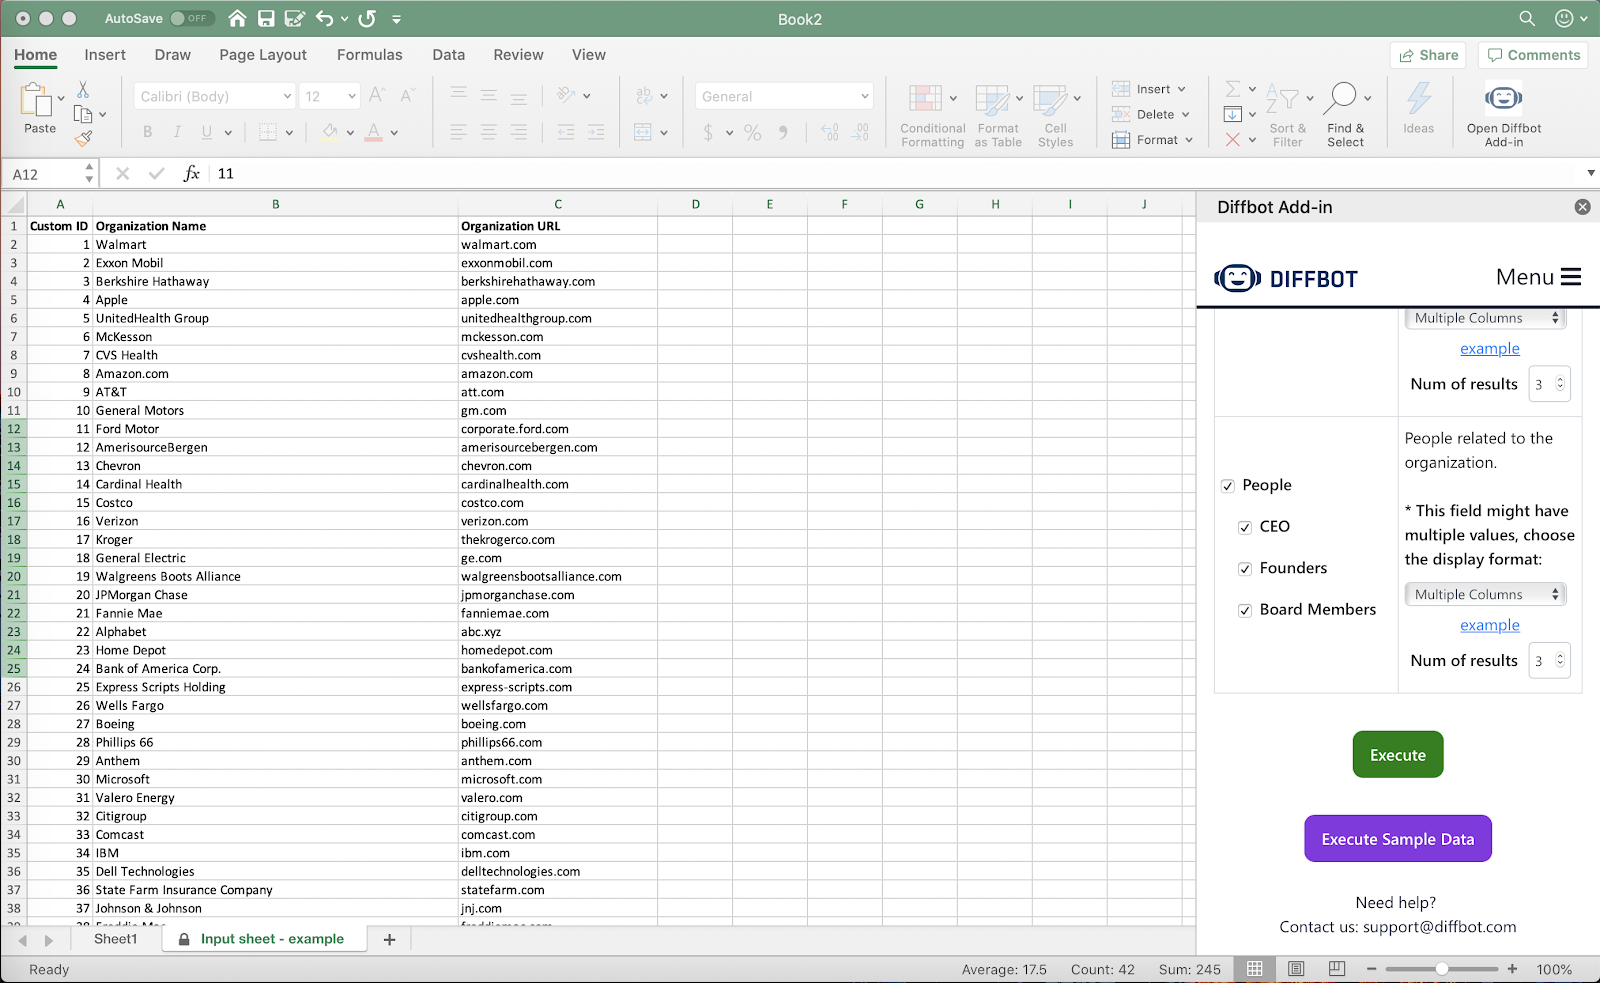 AutoSave OFF
Book2
Home Insert Draw Page Layout Formulas Data Review View
Share Comments
Paste
Calibri (Body) 12
A A
B I U A
ab
General
$ % 9
.0 .00
Conditional Formatting
Format as Table
Cell Styles
Insert
Delete
Format
Sort & Filter
Find & Select
Ideas
Open Diffbot Add-in
A12 fx 11
A B C D E F G H I J
1 Custom ID Organization Name Organization URL
2 1 Walmart walmart.com
3 2 Exxon Mobil exxonmobil.com
4 3 Berkshire Hathaway berkshirehathaway.com
5 4 Apple apple.com
6 5 UnitedHealth Group unitedhealthgroup.com
7 6 McKesson mckesson.com
8 7 CVS Health cvshealth.com
9 8 Amazon.com amazon.com
10 9 AT&T att.com
11 10 General Motors gm.com
12 11 Ford Motor corporate.ford.com
13 12 AmerisourceBergen amerisourcebergen.com
14 13 Chevron chevron.com
15 14 Cardinal Health cardinalhealth.com
16 15 Costco costco.com
17 16 Verizon verizon.com
18 17 Kroger thekrogerco.com
19 18 General Electric ge.com
20 19 Walgreens Boots Alliance walgreensbootsalliance.com
21 20 JPMorgan Chase jpmorganchase.com
22 21 Fannie Mae fanniemae.com
23 22 Alphabet abc.xyz
24 23 Home Depot homedepot.com
25 24 Bank of America Corp. bankofamerica.com
26 25 Express Scripts Holding express-scripts.com
27 26 Wells Fargo wellsfargo.com
28 27 Boeing boeing.com
29 28 Phillips 66 phillips66.com
30 29 Anthem anthem.com
31 30 Microsoft microsoft.com
32 31 Valero Energy valero.com
33 32 Citigroup citigroup.com
34 33 Comcast comcast.com
35 34 IBM ibm.com
36 35 Dell Technologies delltechnologies.com
37 36 State Farm Insurance Company statefarm.com
38 37 Johnson & Johnson jnj.com
Diffbot Add-in
DIFFBOT Menu
Multiple Columns
example
Num of results 3
People related to the
organization.
People
* This field might have
CEO
multiple values, choose
the display format:
Founders
Multiple Columns
Board Members
example
Num of results 3
Execute
Execute Sample Data
Need help?
Contact us: support@diffbot.com
Sheet1 Input sheet - example +
Ready Average: 17.5 Count: 42 Sum: 245 100%